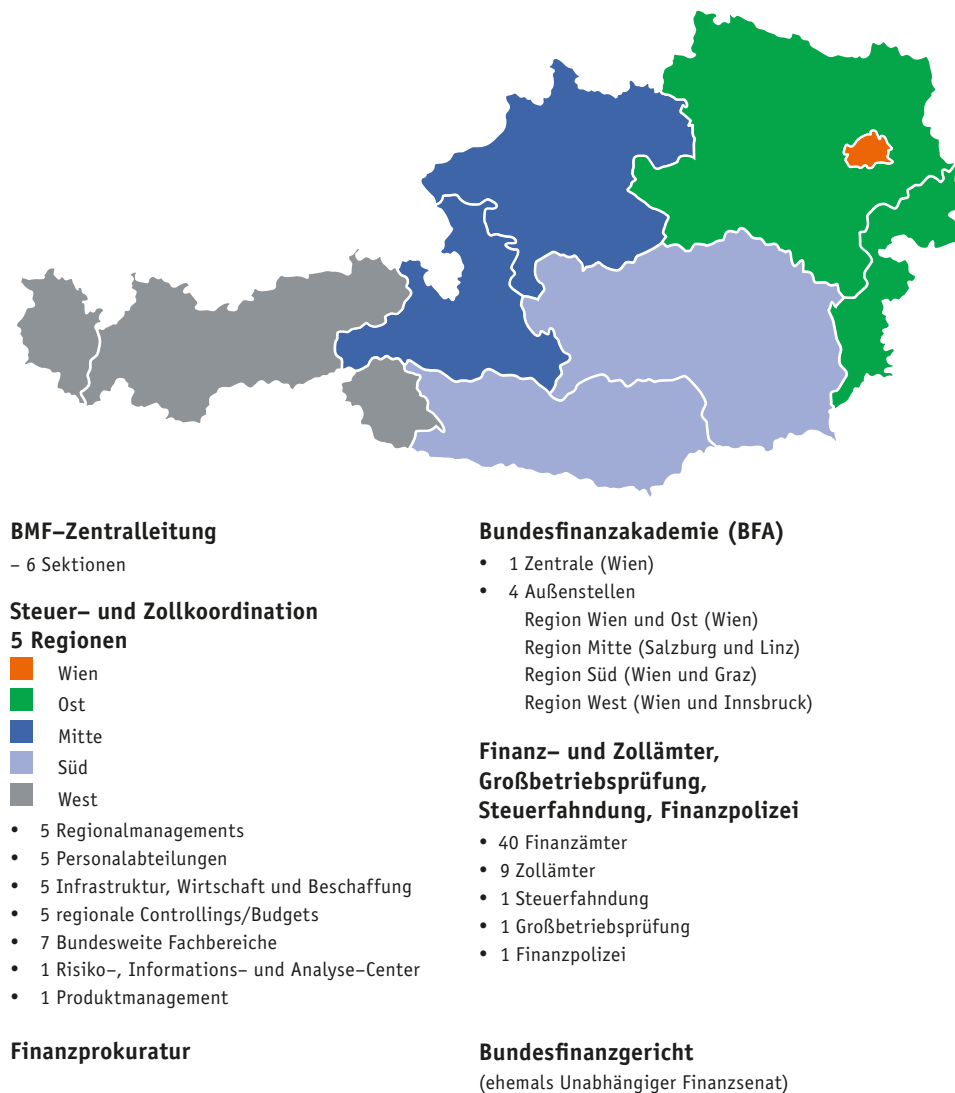 BMF–Zentralleitung
– 6 Sektionen
Steuer– und Zollkoordination
5 Regionen
Wien
Ost
Mitte
Süd
West
• 5 Regionalmanagements
• 5 Personalabteilungen
• 5 Infrastruktur, Wirtschaft und Beschaffung
• 5 regionale Controllings/Budgets
• 7 Bundesweite Fachbereiche
• 1 Risiko–, Informations– und Analyse–Center
• 1 Produktmanagement
Finanzprokuratur
Bundesfinanzakademie (BFA)
• 1 Zentrale (Wien)
• 4 Außenstellen
Region Wien und Ost (Wien)
Region Mitte (Salzburg und Linz)
Region Süd (Wien und Graz)
Region West (Wien und Innsbruck)
Finanz– und Zollämter,
Großbetriebsprüfung,
Steuerfahndung, Finanzpolizei
• 40 Finanzämter
• 9 Zollämter
• 1 Steuerfahndung
• 1 Großbetriebsprüfung
• 1 Finanzpolizei
Bundesfinanzgericht
(ehemals Unabhängiger Finanzsenat)